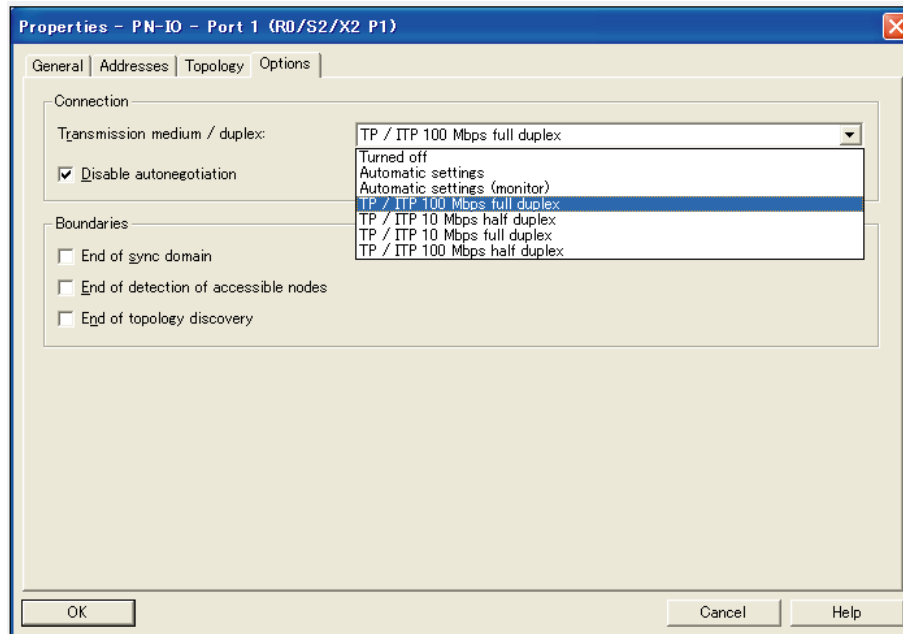 Properties - PN-IO - Port 1 (R0/S2/X2 P1)
General Addresses Topology Options
Connection
Transmission medium / duplex: TP / ITP 100 Mbps full duplex
Turned off
Disable autonegotiation Automatic settings
Automatic settings (monitor)
TP / ITP 100 Mbps full duplex
TP / ITP 10 Mbps half duplex
TP / ITP 10 Mbps full duplex
TP / ITP 100 Mbps half duplex
Boundaries
End of sync domain
End of detection of accessible nodes
End of topology discovery
OK Cancel Help